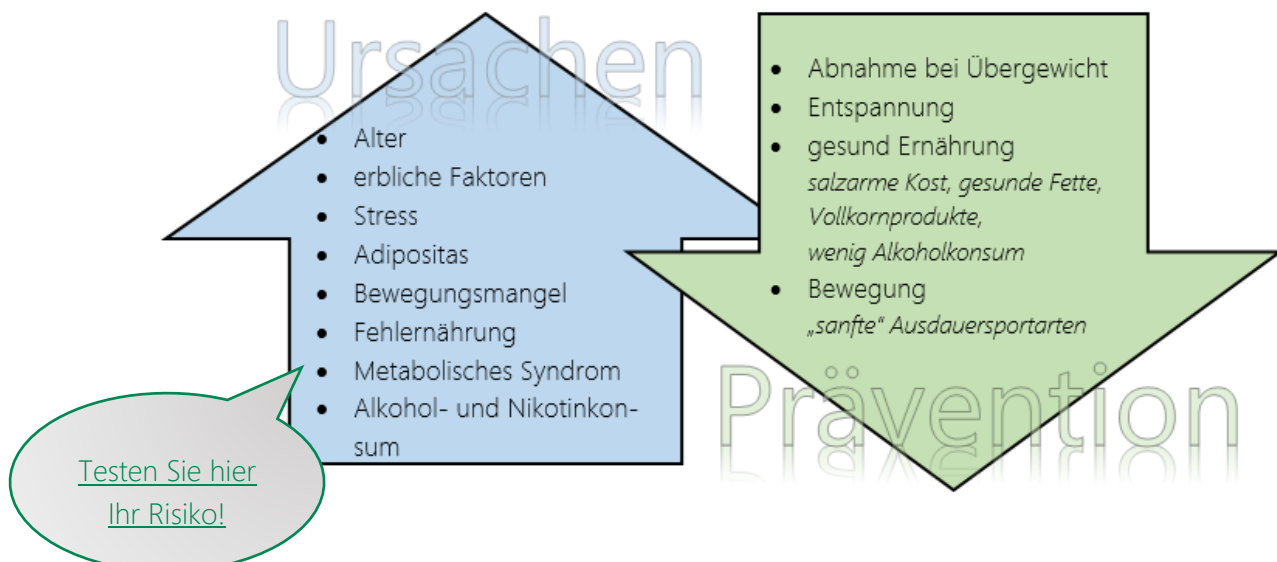 Ursachen
Alter
erbliche Faktoren
Stress
Adipositas
Bewegungsmangel
Fehlernährung
Metabolisches Syndrom
Alkohol- und Nikotinkon-
sum
Testen Sie hier
Ihr Risiko!
Abnahme bei Übergewicht
Entspannung
gesund Ernährung
salzarme Kost, gesunde Fette,
Vollkornprodukte,
wenig Alkoholkonsum
Bewegung
„sanfte“ Ausdauersportarten
Prävention